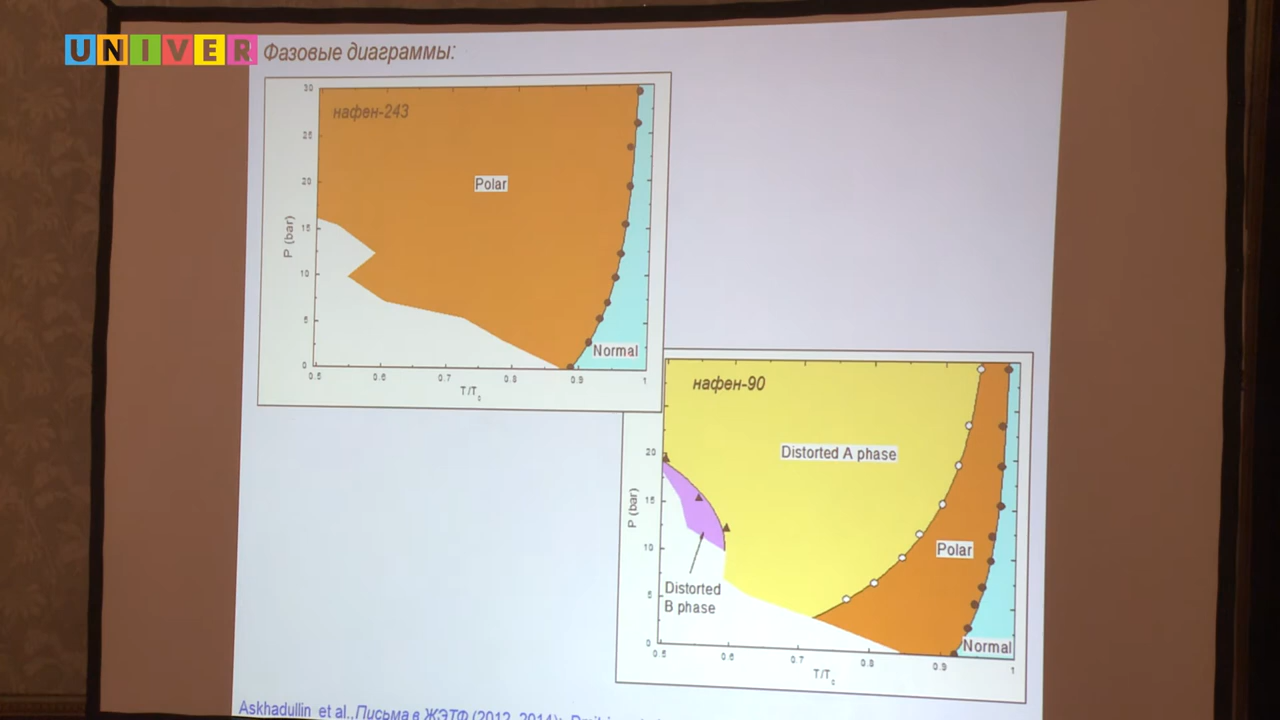 UNIVER
Фазовые диаграммы:
нафен-243
30
25
20
15
10
5
0
P (bar)
Polar
Normal
0.5 0.6 0.7 0.8 0.9 1
T/Tc
нафен-90
20
15
10
5
0
P (bar)
Distorted A phase
Polar
Distorted
B phase
Normal
0.5 0.6 0.7 0.8 0.9 1
T/Tc
Askhadullin et al., Письма в ЖЭТФ (2012, 2014);